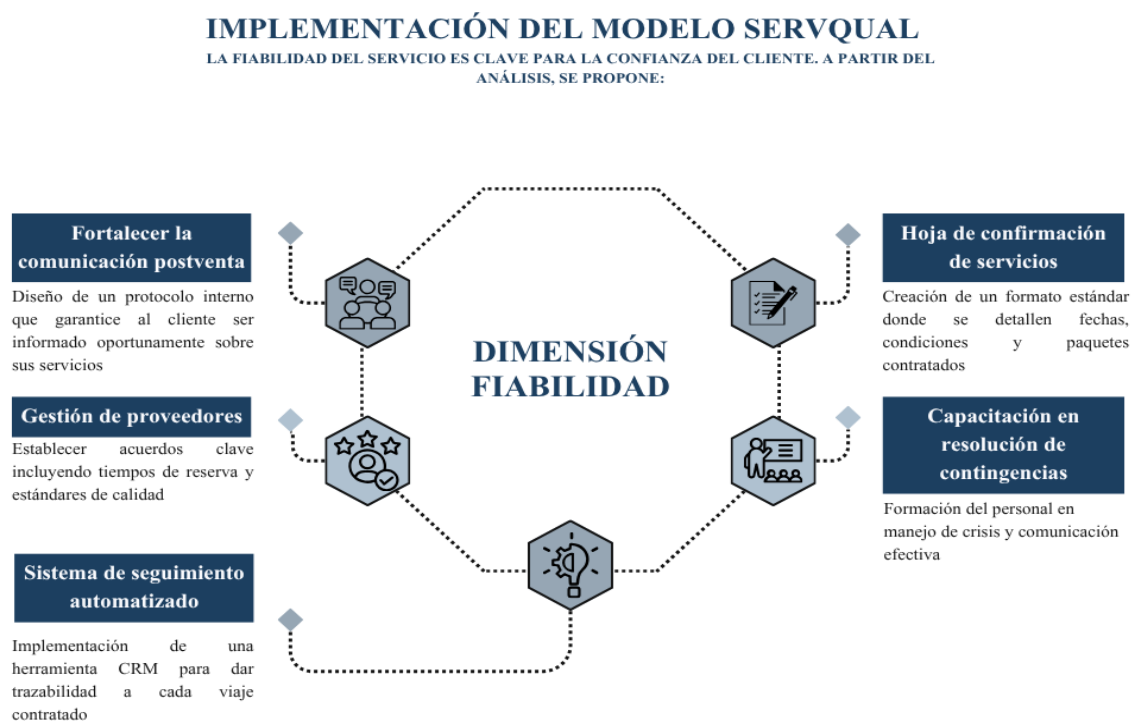 IMPLEMENTACIÓN DEL MODELO SERVQUAL
LA FIABILIDAD DEL SERVICIO ES CLAVE PARA LA CONFIANZA DEL CLIENTE. A PARTIR DEL
ANÁLISIS, SE PROPONE:
Fortalecer la
comunicación postventa
Diseño de un protocolo interno
que garantice al cliente ser
informado oportunamente sobre
sus servicios
Gestión de proveedores
Establecer acuerdos clave
incluyendo tiempos de reserva y
estándares de calidad
Sistema de seguimiento
automatizado
Implementación de una
herramienta CRM para dar
trazabilidad a cada viaje
contratado
DIMENSIÓN
FIABILIDAD
Hoja de confirmación
de servicios
Creación de un formato estándar
donde se detallen fechas,
condiciones y paquetes
contratados
Capacitación en
resolución de
contingencias
Formación del personal en
manejo de crisis y comunicación
efectiva